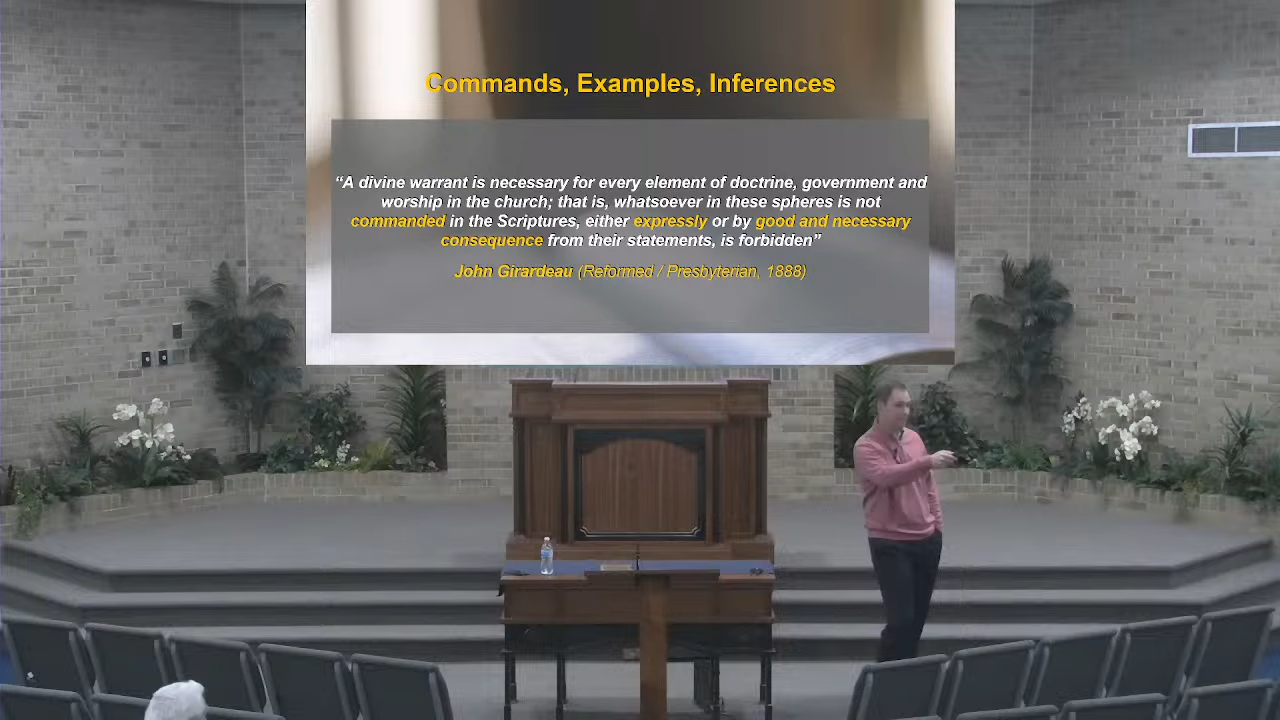 Commands, Examples, Inferences
“A divine warrant is necessary for every element of doctrine, government and
worship in the church; that is, whatsoever in these spheres is not
commanded in the Scriptures, either expressly or by good and necessary
consequence from their statements, is forbidden”
John Girardeau (Reformed / Presbyterian, 1888)